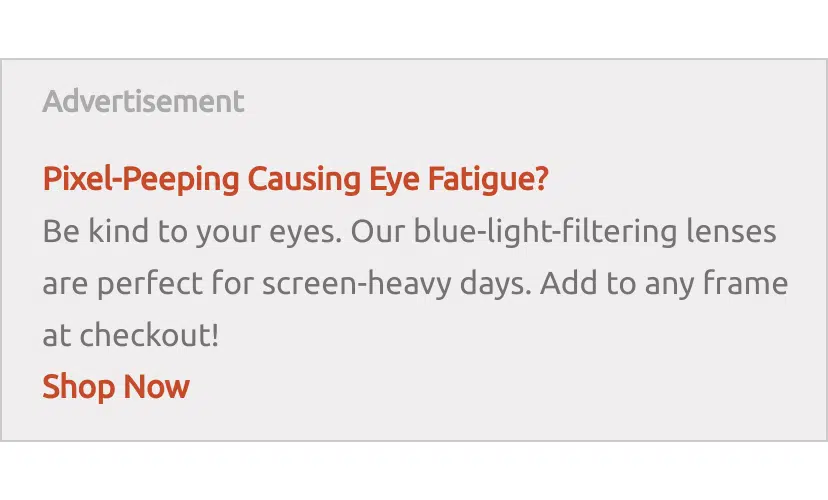 Advertisement
Pixel-Peeping Causing Eye Fatigue?
Be kind to your eyes. Our blue-light-filtering lenses
are perfect for screen-heavy days. Add to any frame
at checkout!
Shop Now